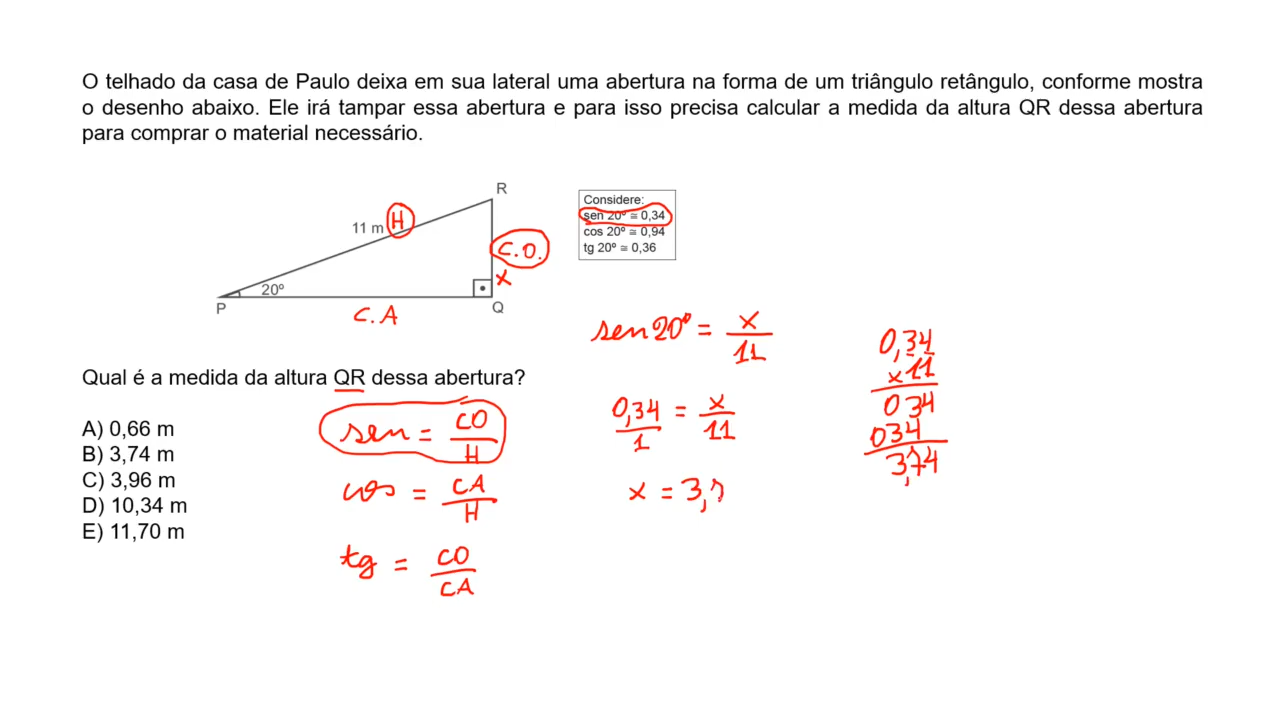 O telhado da casa de Paulo deixa em sua lateral uma abertura na forma de um triângulo retângulo, conforme mostra
o desenho abaixo. Ele irá tampar essa abertura e para isso precisa calcular a medida da altura QR dessa abertura
para comprar o material necessário.
R
11 m H
C.O.
x
20º
P
Q
C.A
Considere:
sen 20º ≅ 0,34
cos 20º ≅ 0,94
tg 20º ≅ 0,36
Qual é a medida da altura QR dessa abertura?
A) 0,66 m
B) 3,74 m
C) 3,96 m
D) 10,34 m
E) 11,70 m
sen = CO/H
cos = CA/H
tg = CO/CA
sen 20º = x/11
0,34/1 = x/11
x = 3,
0,34
x 11
034
034
3,74